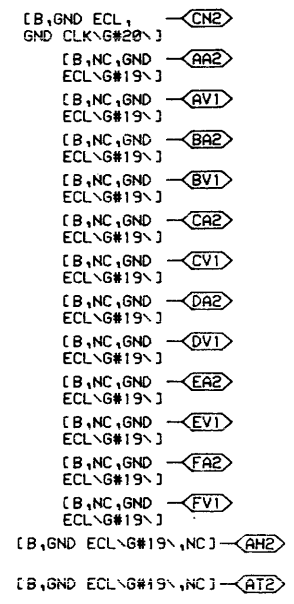 [B,GND ECL, CN2
GND CLK\G#20\]
[B,NC,GND AA2
ECL\G#19\]
[B,NC,GND AV1
ECL\G#19\]
[B,NC,GND BA2
ECL\G#19\]
[B,NC,GND BV1
ECL\G#19\]
[B,NC,GND CA2
ECL\G#19\]
[B,NC,GND CV1
ECL\G#19\]
[B,NC,GND DA2
ECL\G#19\]
[B,NC,GND DV1
ECL\G#19\]
[B,NC,GND EA2
ECL\G#19\]
[B,NC,GND EV1
ECL\G#19\]
[B,NC,GND FA2
ECL\G#19\]
[B,NC,GND FV1
ECL\G#19\]
[B,GND ECL\G#19\,NC] AH2
[B,GND ECL\G#19\,NC] AT2